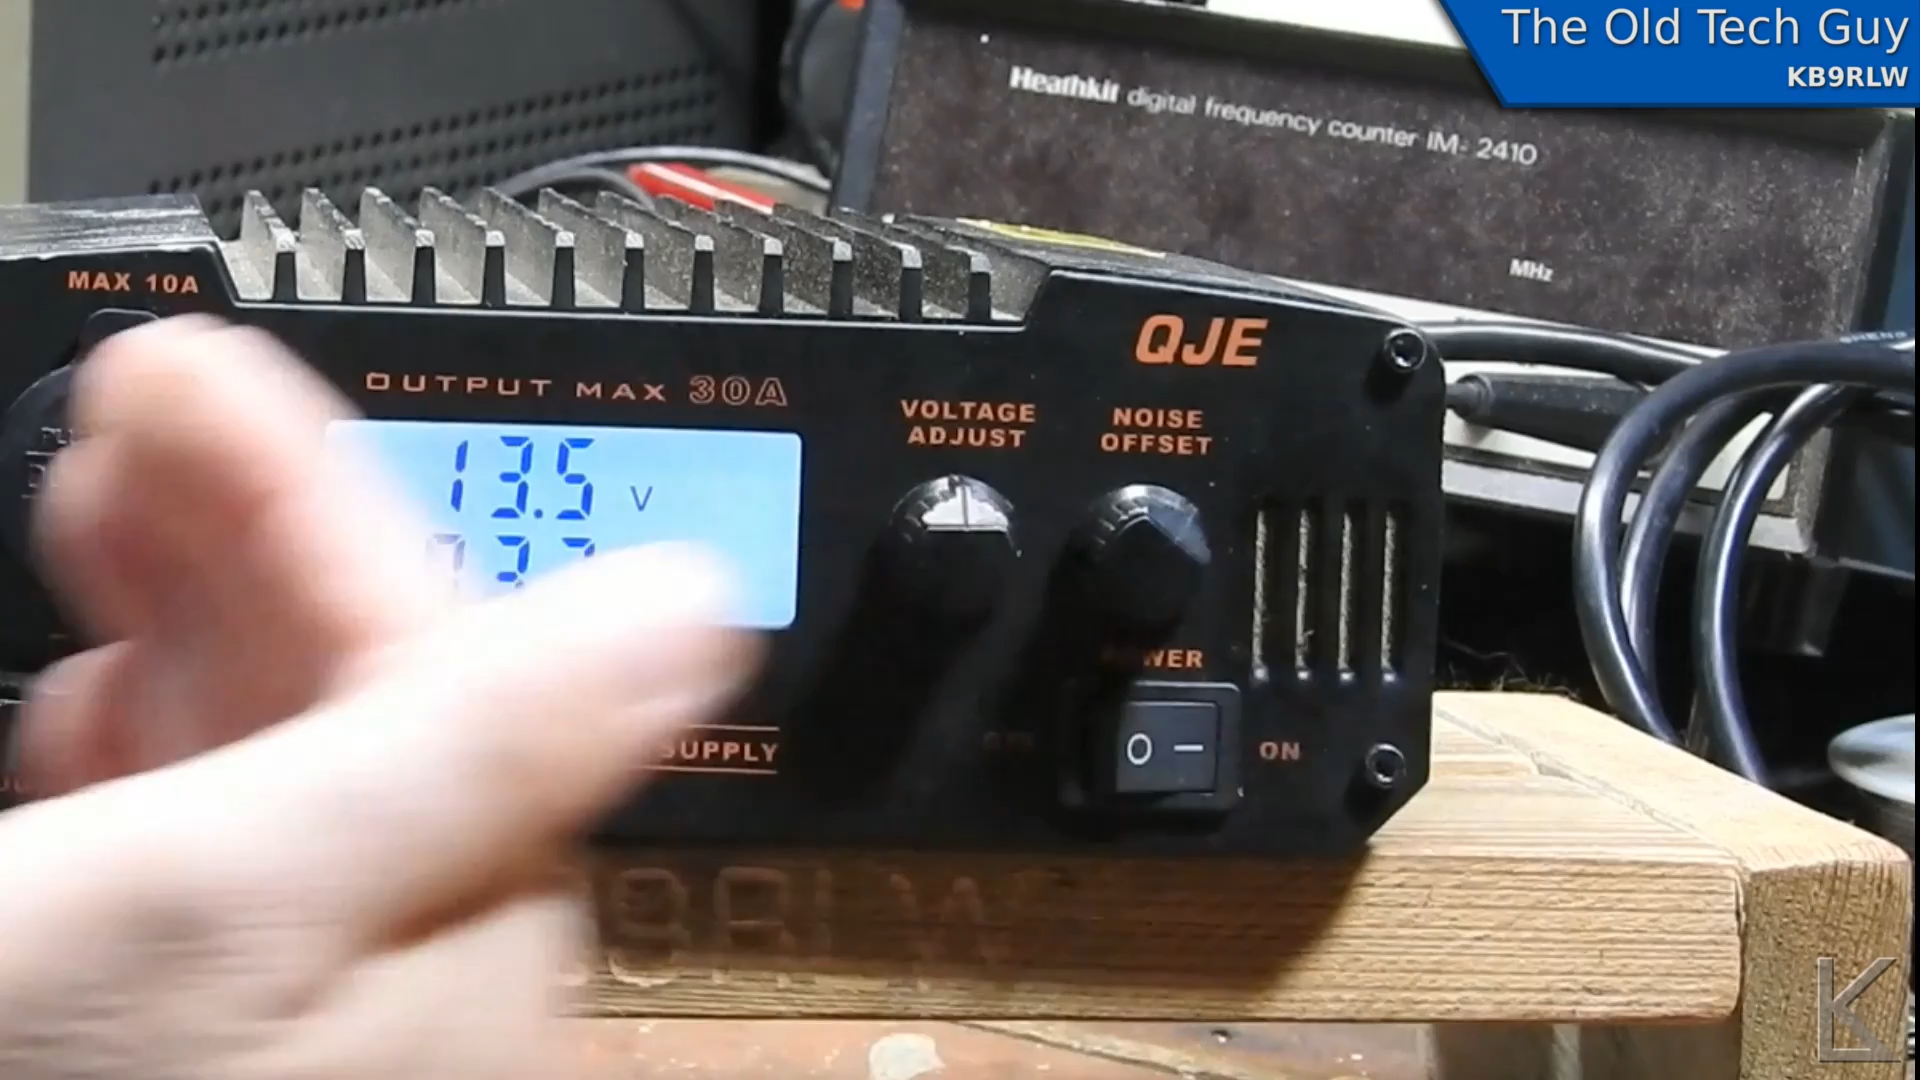 The Old Tech Guy
KB9RLW
Heathkit digital frequency counter IM- 2410
MHz
MAX 10A
QJE
OUTPUT MAX 30A
VOLTAGE
ADJUST
NOISE
OFFSET
13.5 V
SUPPLY
O —
ON